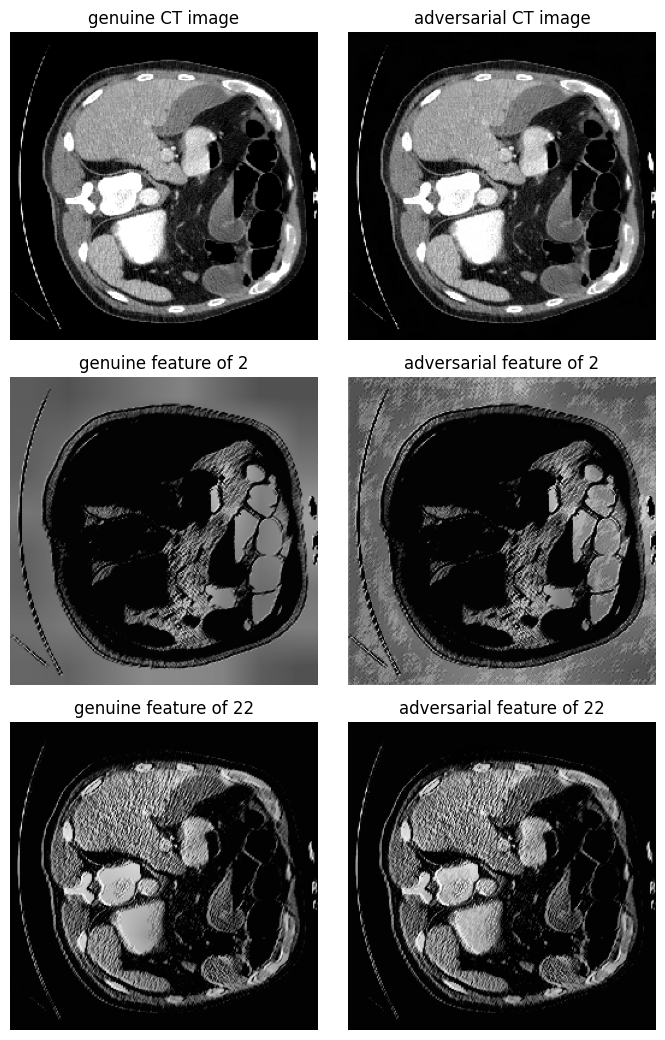 genuine CT image
adversarial CT image
genuine feature of 2
adversarial feature of 2
genuine feature of 22
adversarial feature of 22